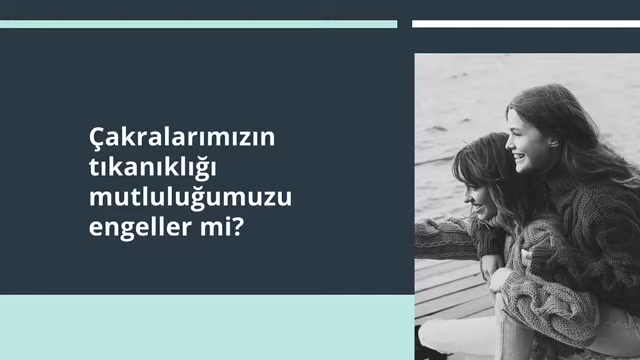 Çakralarımızın
tıkanıklığı
mutluluğumuzu
engeller mi?